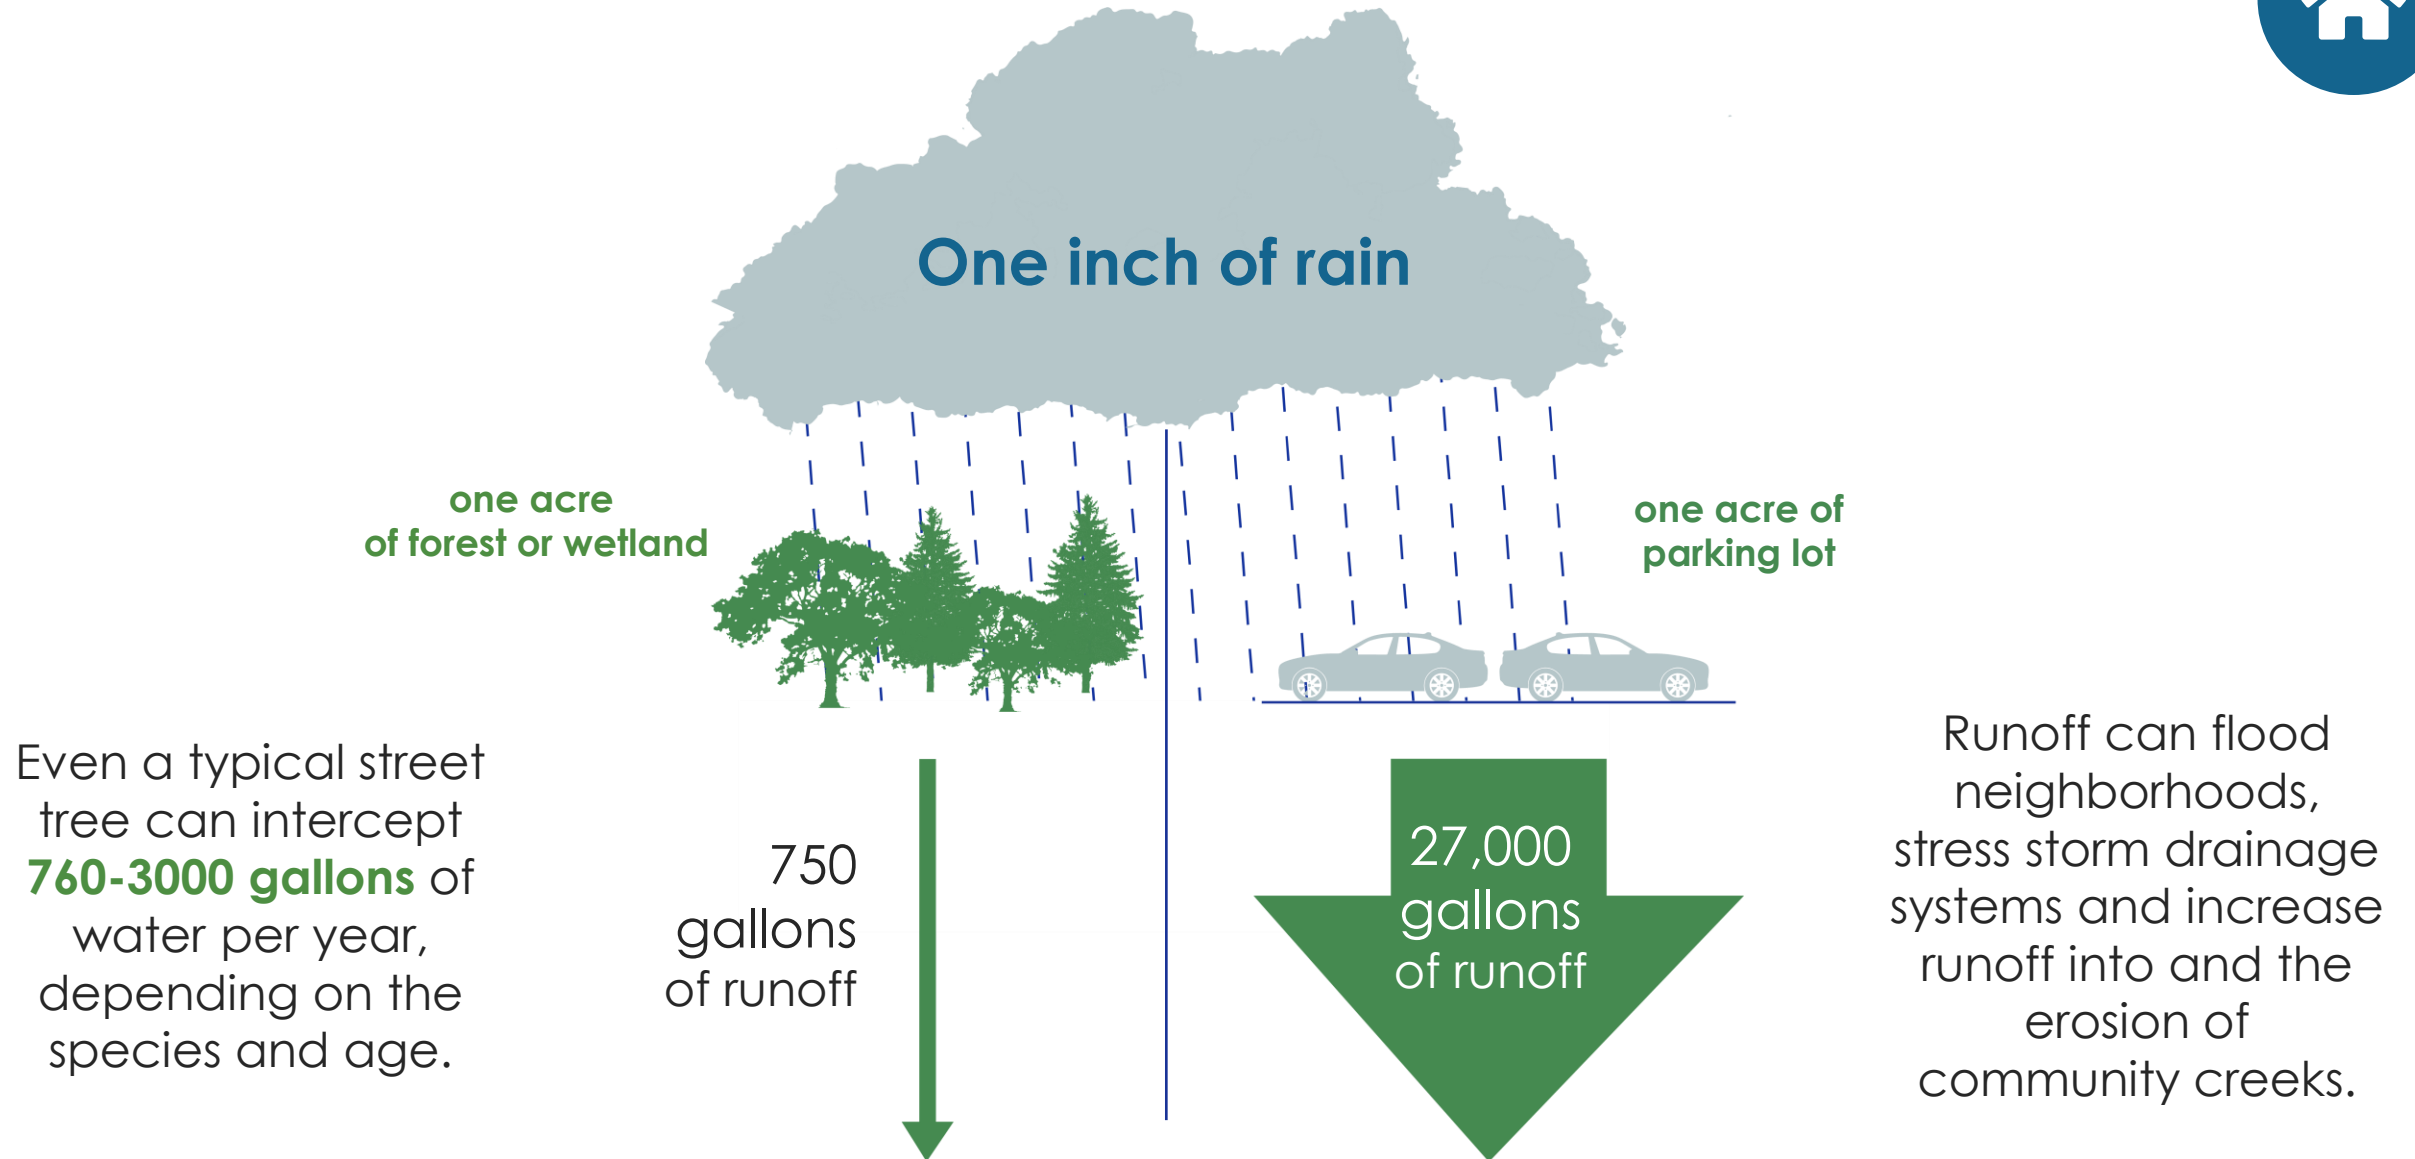 One inch of rain
one acre
of forest or wetland
one acre of
parking lot
Even a typical street
tree can intercept
760-3000 gallons of
water per year,
depending on the
species and age.
750
gallons
of runoff
27,000
gallons
of runoff
Runoff can flood
neighborhoods,
stress storm drainage
systems and increase
runoff into and the
erosion of
community creeks.